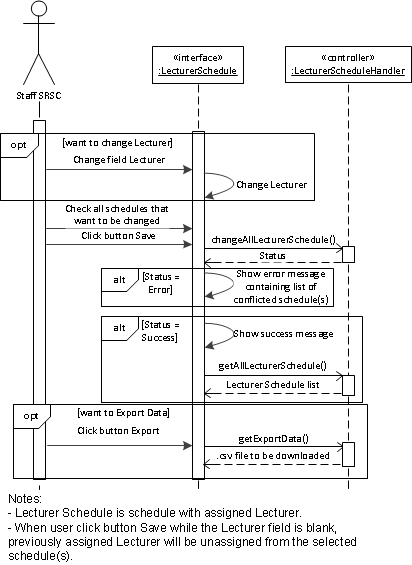 «interface»
:LecturerSchedule
«controller»
:LecturerScheduleHandler
Staff SRSC
opt
[want to change Lecturer]
Change field Lecturer
Change Lecturer
Check all schedules that
want to be changed
Click button Save
changeAllLecturerSchedule()
Status
alt
[Status =
Error]
Show error message
containing list of
conflicted schedule(s)
alt
[Status =
Success]
Show success message
getAllLecturerSchedule()
Lecturer Schedule list
opt
[want to Export Data]
Click button Export
getExportData()
.csv file to be downloaded
Notes:
- Lecturer Schedule is schedule with assigned Lecturer.
- When user click button Save while the Lecturer field is blank,
previously assigned Lecturer will be unassigned from the selected
schedule(s).